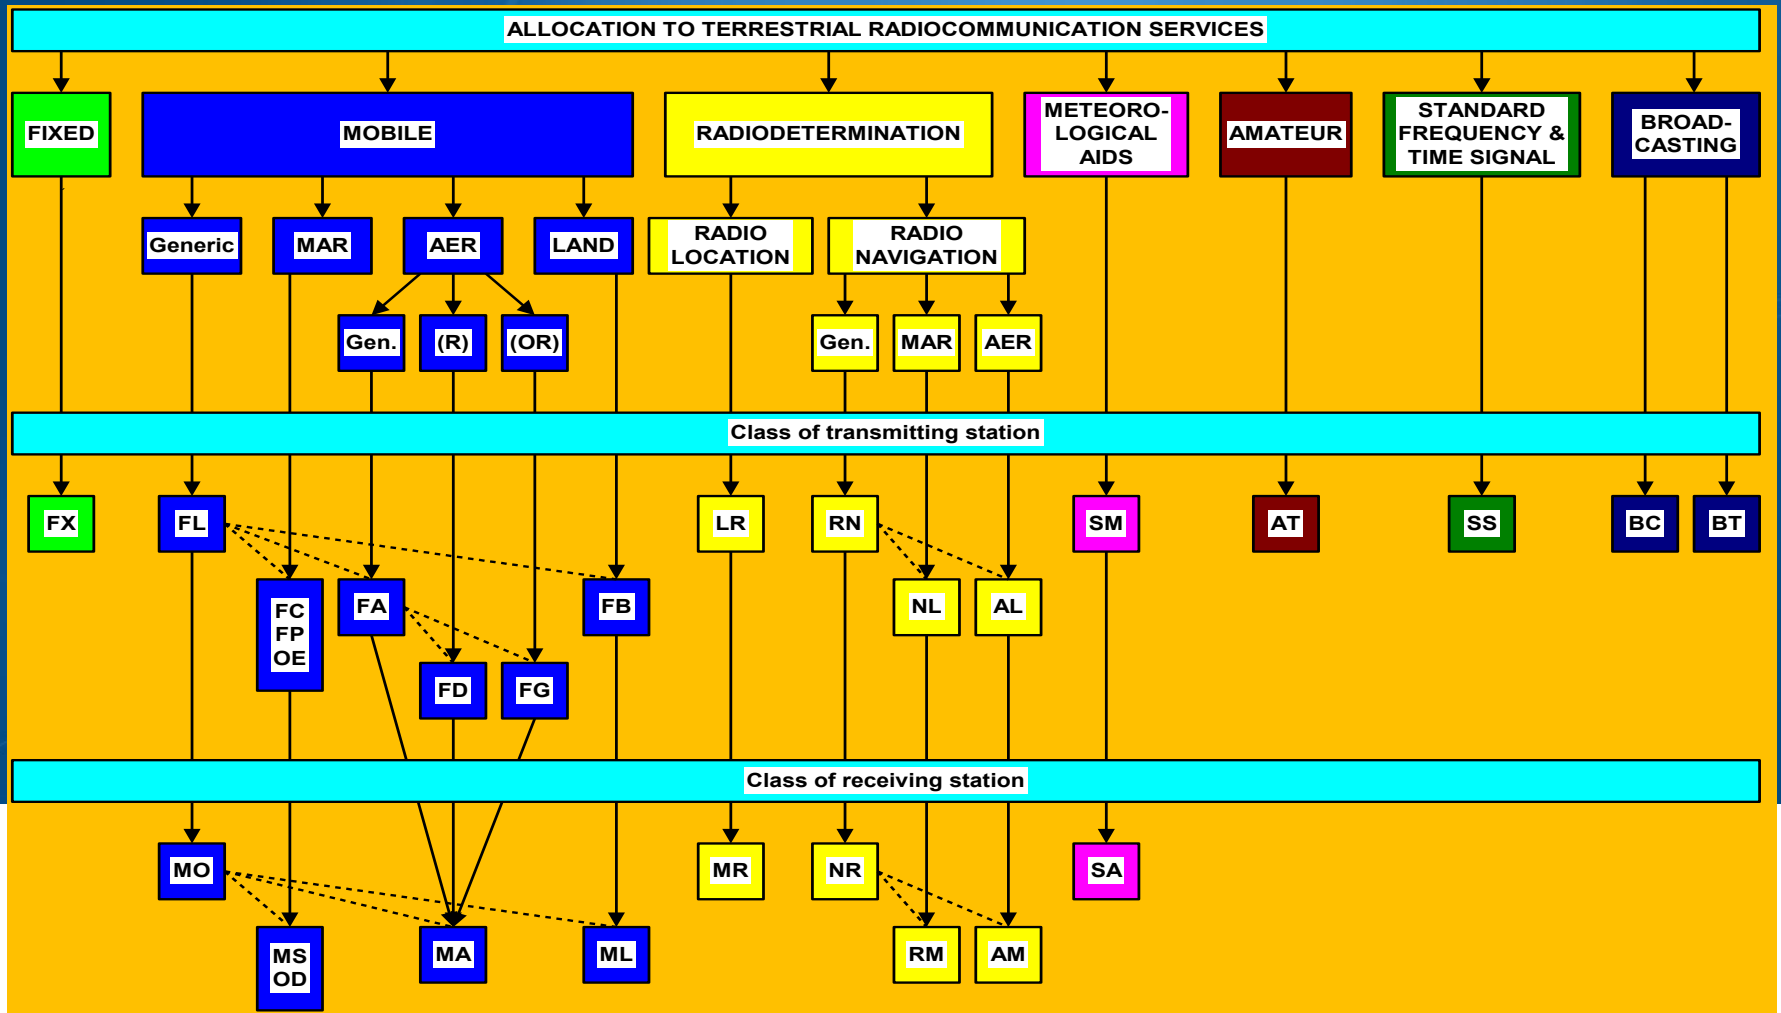 ALLOCATION TO TERRESTRIAL RADIOCOMMUNICATION SERVICES
FIXED
MOBILE
RADIODETERMINATION
METEORO-
LOGICAL
AIDS
AMATEUR
STANDARD
FREQUENCY &
TIME SIGNAL
BROAD-
CASTING
Generic
MAR
AER
LAND
RADIO
LOCATION
RADIO
NAVIGATION
Gen.
(R)
(OR)
Gen.
MAR
AER
Class of transmitting station
FX
FL
LR
RN
SM
AT
SS
BC
BT
FC
FP
OE
FA
FB
NL
AL
FD
FG
Class of receiving station
MO
MR
NR
SA
MS
OD
MA
ML
RM
AM